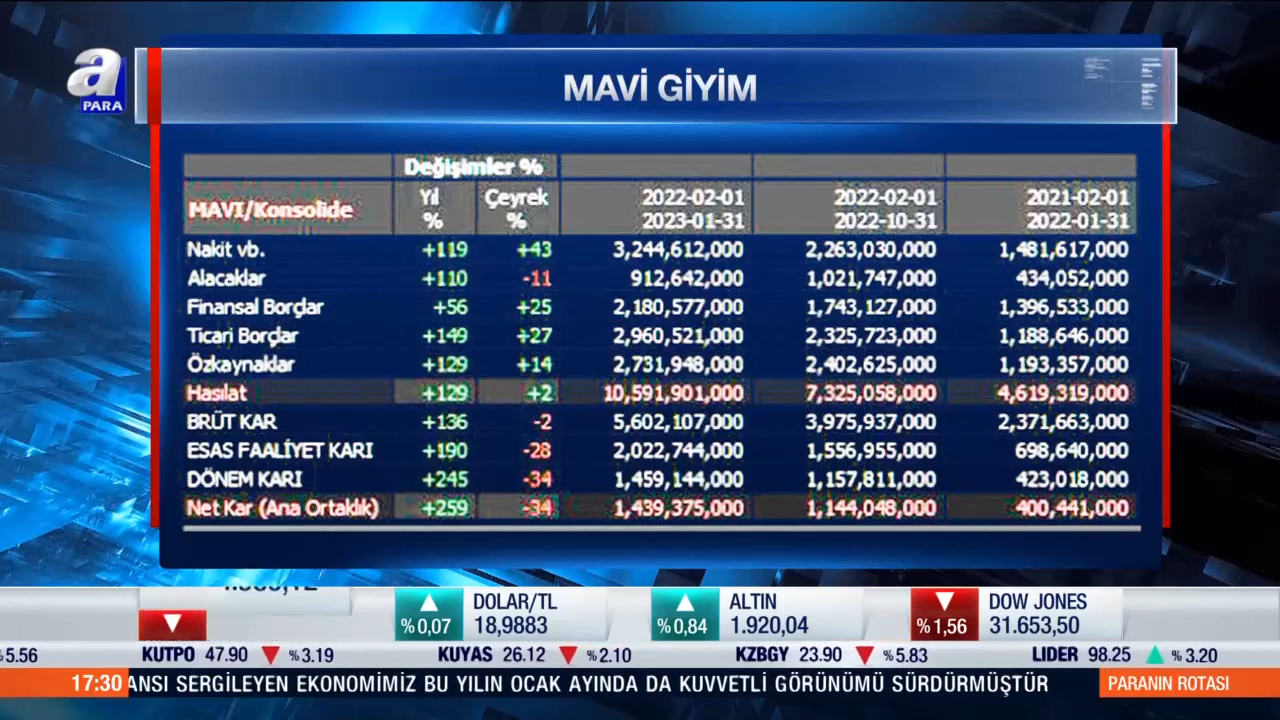 a
PARA
MAVİ GİYİM
Değişimler %
MAVI/Konsolide Yıl % Çeyrek % 2022-02-01 2023-01-31 2022-02-01 2022-10-31 2021-02-01 2022-01-31
Nakit vb. +119 +43 3,244,612,000 2,263,030,000 1,481,617,000
Alacaklar +110 -11 912,642,000 1,021,747,000 434,052,000
Finansal Borçlar +56 +25 2,180,577,000 1,743,127,000 1,396,533,000
Ticari Borçlar +149 +27 2,960,521,000 2,325,723,000 1,188,646,000
Özkaynaklar +129 +14 2,731,948,000 2,402,625,000 1,193,357,000
Hasılat +129 +2 10,591,901,000 7,325,058,000 4,619,319,000
BRÜT KAR +136 -2 5,602,107,000 3,975,937,000 2,371,663,000
ESAS FAALİYET KARI +190 -28 2,022,744,000 1,556,955,000 698,640,000
DÖNEM KARI +245 -34 1,459,144,000 1,157,811,000 423,018,000
Net Kar (Ana Ortaklık) +259 -34 1,439,375,000 1,144,048,000 400,441,000
▲ %0,07 DOLAR/TL 18,9883
▲ %0,84 ALTIN 1.920,04
▼ %1,56 DOW JONES 31.653,50
5.56 KUTPO 47.90 ▼ %3.19 KUYAS 26.12 ▼ %2.10 KZBGY 23.90 ▼ %5.83 LIDER 98.25 ▲ %3.20
17:30 ANSI SERGİLEYEN EKONOMİMİZ BU YILIN OCAK AYINDA DA KUVVETLİ GÖRÜNÜMÜ SÜRDÜRMÜŞTÜR PARANIN ROTASI